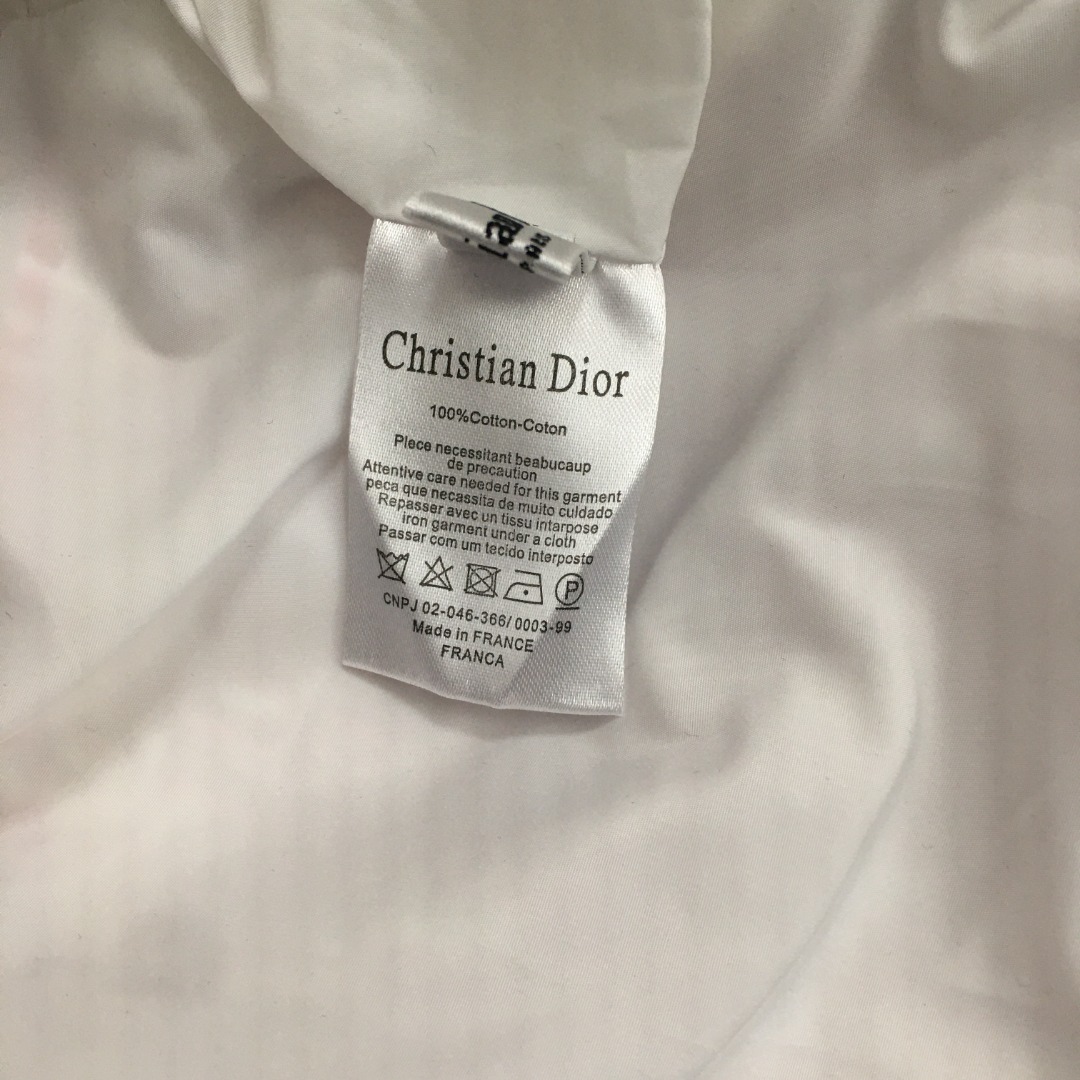 Christian Dior
100%Cotton-Coton
Plece necessitant beabucaup
de precaution
Attentive care needed for this garment
peca que necassita de muito cuidado
Repasser avec un tissu intarpose
iron garment under a cloth
Passar com um tecido interposto
P
CNPJ 02-046-366/ 0003-99
Made in FRANCE
FRANCA